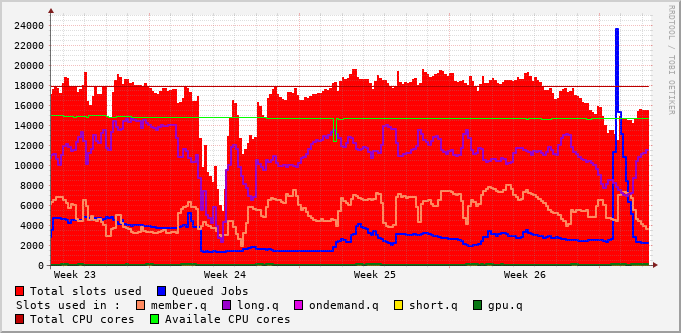 24000
22000
20000
18000
16000
14000
12000
10000
8000
6000
4000
2000
0
Week 23 Week 24 Week 25 Week 26
Total slots used Queued Jobs
Slots used in : member.q long.q ondemand.q short.q gpu.q
Total CPU cores Availale CPU cores
RRDTOOL / TOBI OETIKER